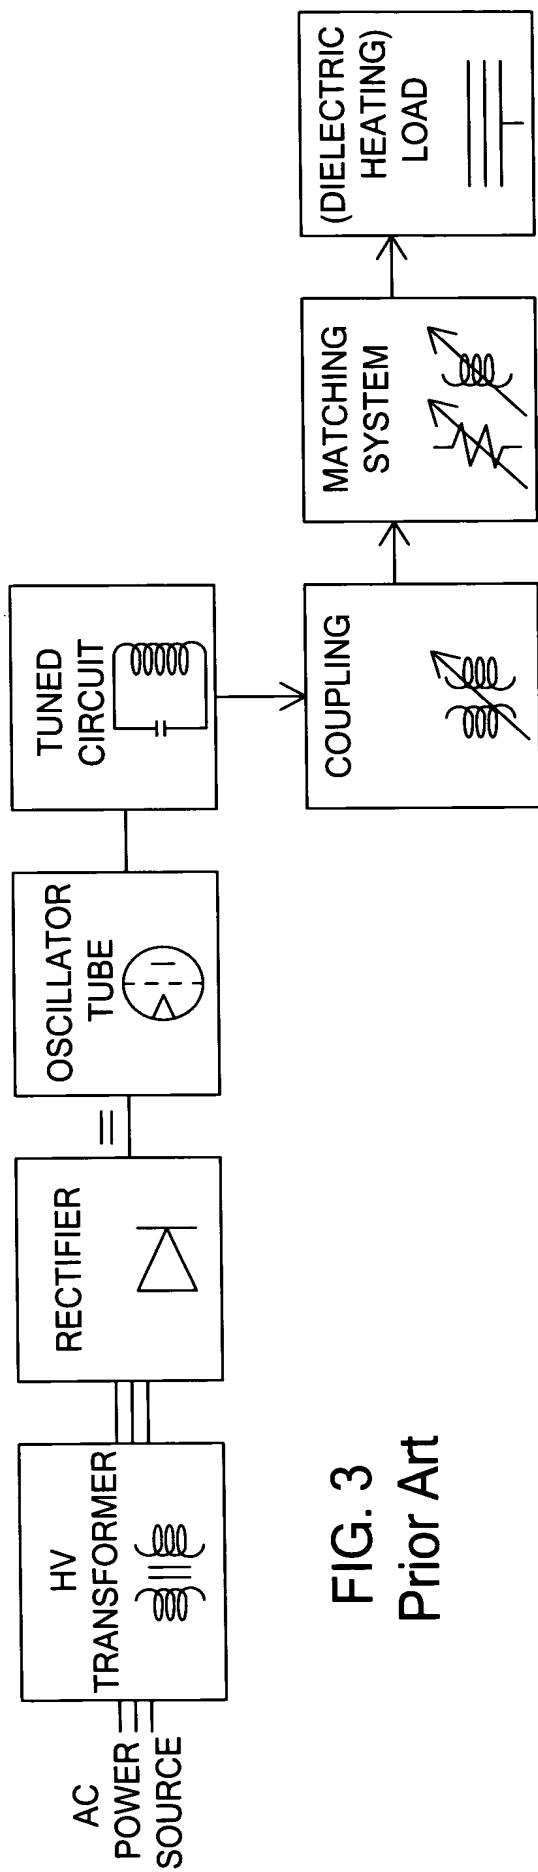 AC
POWER
SOURCE
HV
TRANSFORMER
RECTIFIER
OSCILLATOR
TUBE
TUNED
CIRCUIT
COUPLING
MATCHING
SYSTEM
(DIELECTRIC
HEATING)
LOAD
FIG. 3
Prior Art